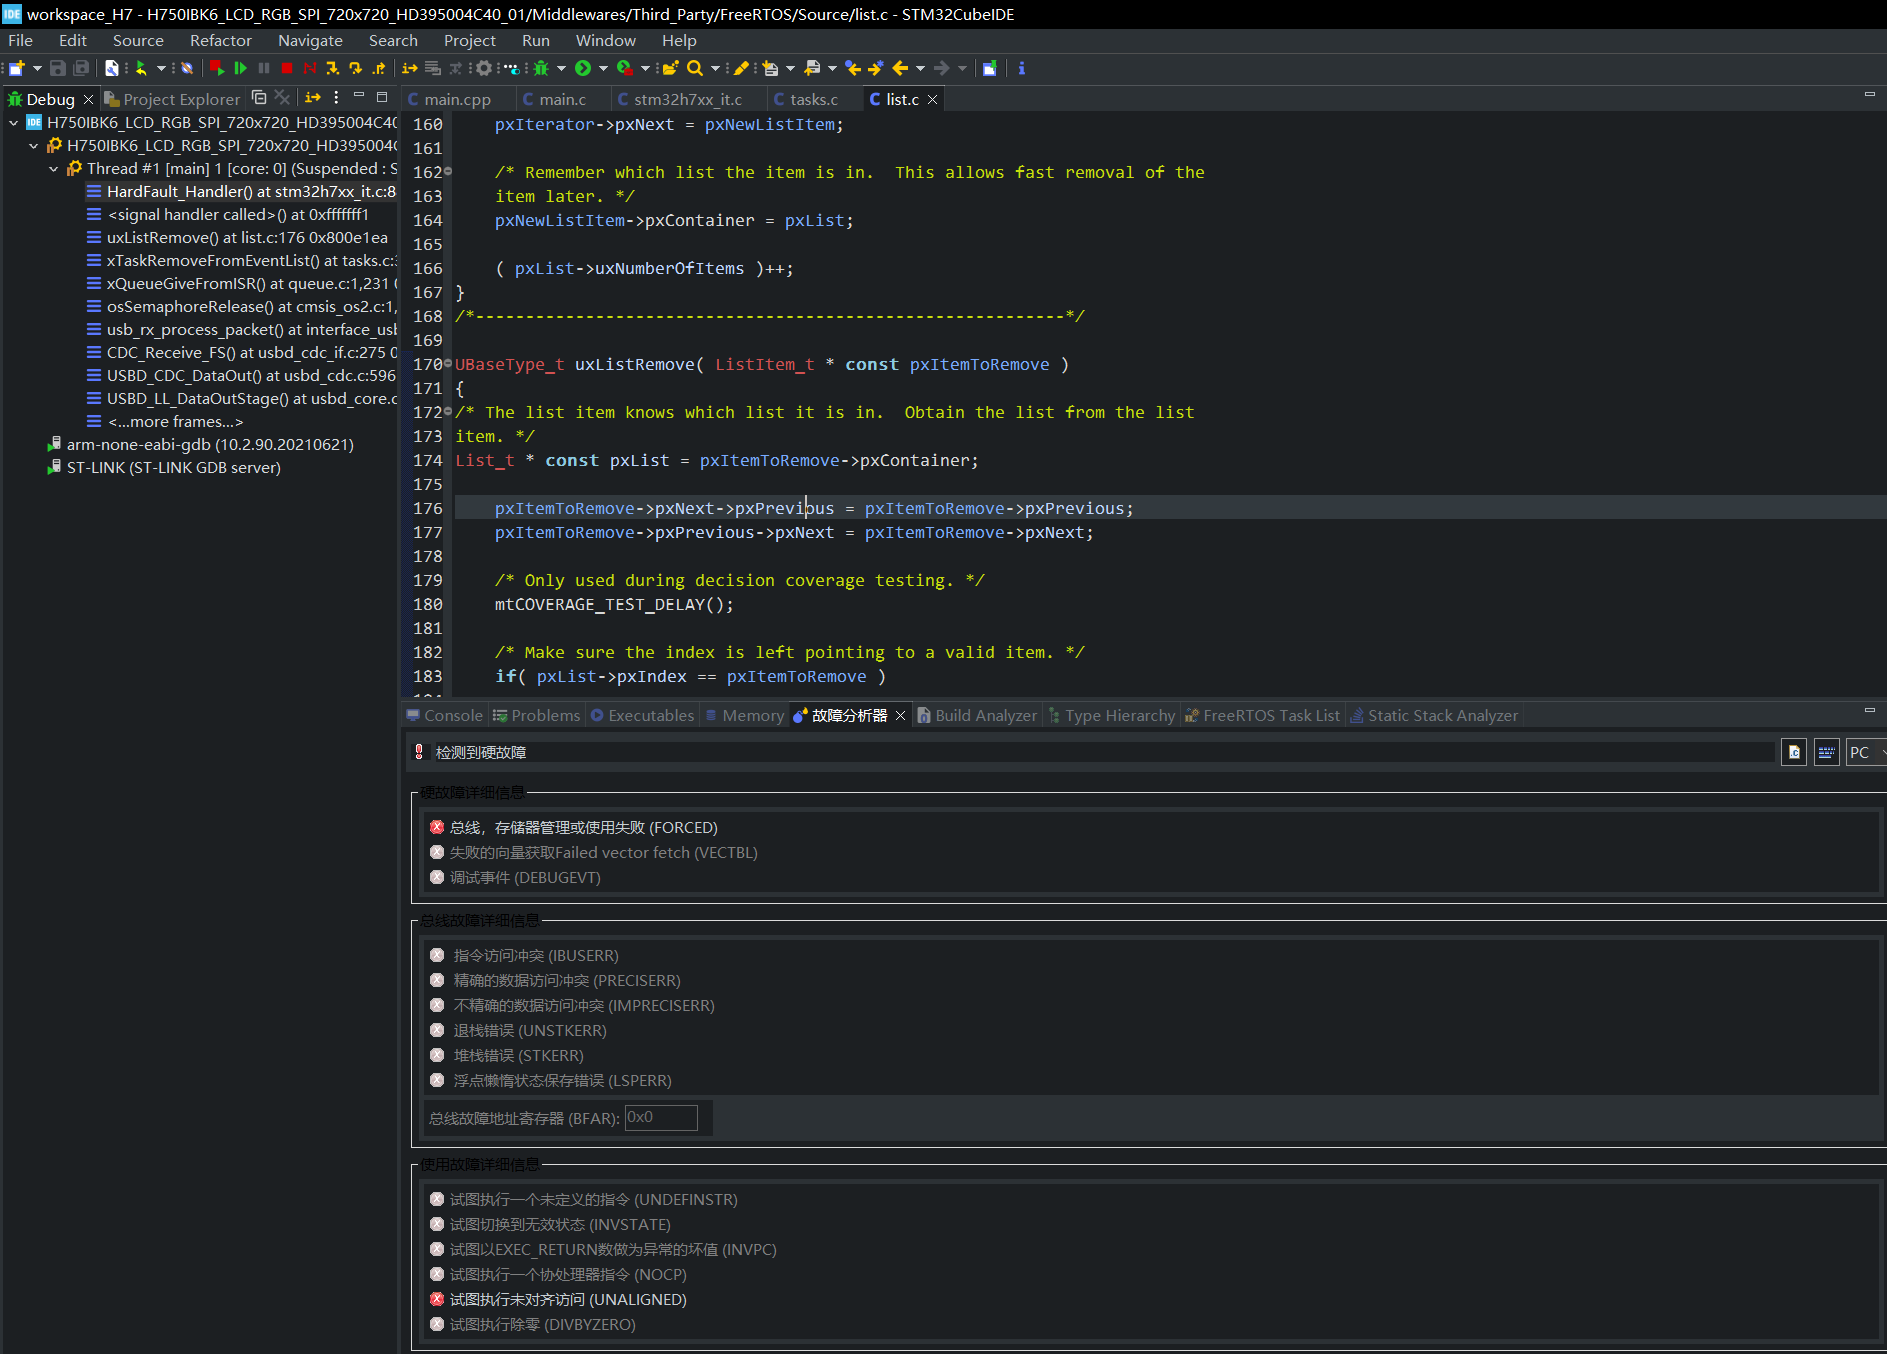 IDE workspace_H7 - H750IBK6_LCD_RGB_SPI_720x720_HD395004C40_01/Middlewares/Third_Party/FreeRTOS/Source/list.c - STM32CubeIDE
File Edit Source Refactor Navigate Search Project Run Window Help
Debug Project Explorer
IDE H750IBK6_LCD_RGB_SPI_720x720_HD395004C40
H750IBK6_LCD_RGB_SPI_720x720_HD395004C
Thread #1 [main] 1 [core: 0] (Suspended : S
HardFault_Handler() at stm32h7xx_it.c:8
<signal handler called>() at 0xfffffff1
uxListRemove() at list.c:176 0x800e1ea
xTaskRemoveFromEventList() at tasks.c:3
xQueueGiveFromISR() at queue.c:1,231 0
osSemaphoreRelease() at cmsis_os2.c:1,
usb_rx_process_packet() at interface_usb
CDC_Receive_FS() at usbd_cdc_if.c:275 0
USBD_CDC_DataOut() at usbd_cdc.c:596
USBD_LL_DataOutStage() at usbd_core.c
<...more frames...>
arm-none-eabi-gdb (10.2.90.20210621)
ST-LINK (ST-LINK GDB server)
main.cpp main.c stm32h7xx_it.c tasks.c list.c
160 pxIterator->pxNext = pxNewListItem;
161
162 /* Remember which list the item is in.  This allows fast removal of the
163 item later. */
164 pxNewListItem->pxContainer = pxList;
165
166 ( pxList->uxNumberOfItems )++;
167 }
168 /*-----------------------------------------------------------*/
169
170 UBaseType_t uxListRemove( ListItem_t * const pxItemToRemove )
171 {
172 /* The list item knows which list it is in.  Obtain the list from the list
173 item. */
174 List_t * const pxList = pxItemToRemove->pxContainer;
175
176 pxItemToRemove->pxNext->pxPrevious = pxItemToRemove->pxPrevious;
177 pxItemToRemove->pxPrevious->pxNext = pxItemToRemove->pxNext;
178
179 /* Only used during decision coverage testing. */
180 mtCOVERAGE_TEST_DELAY();
181
182 /* Make sure the index is left pointing to a valid item. */
183 if( pxList->pxIndex == pxItemToRemove )
Console Problems Executables Memory 故障分析器 Build Analyzer Type Hierarchy FreeRTOS Task List Static Stack Analyzer
检测到硬故障 PC
硬故障详细信息
总线，存储器管理或使用失败 (FORCED)
失败的向量获取Failed vector fetch (VECTBL)
调试事件 (DEBUGEVT)
总线故障详细信息
指令访问冲突 (IBUSERR)
精确的数据访问冲突 (PRECISERR)
不精确的数据访问冲突 (IMPRECISERR)
退栈错误 (UNSTKERR)
堆栈错误 (STKERR)
浮点懒惰状态保存错误 (LSPERR)
总线故障地址寄存器 (BFAR): 0x0
使用故障详细信息
试图执行一个未定义的指令 (UNDEFINSTR)
试图切换到无效状态 (INVSTATE)
试图以EXEC_RETURN数做为异常的坏值 (INVPC)
试图执行一个协处理器指令 (NOCP)
试图执行未对齐访问 (UNALIGNED)
试图执行除零 (DIVBYZERO)